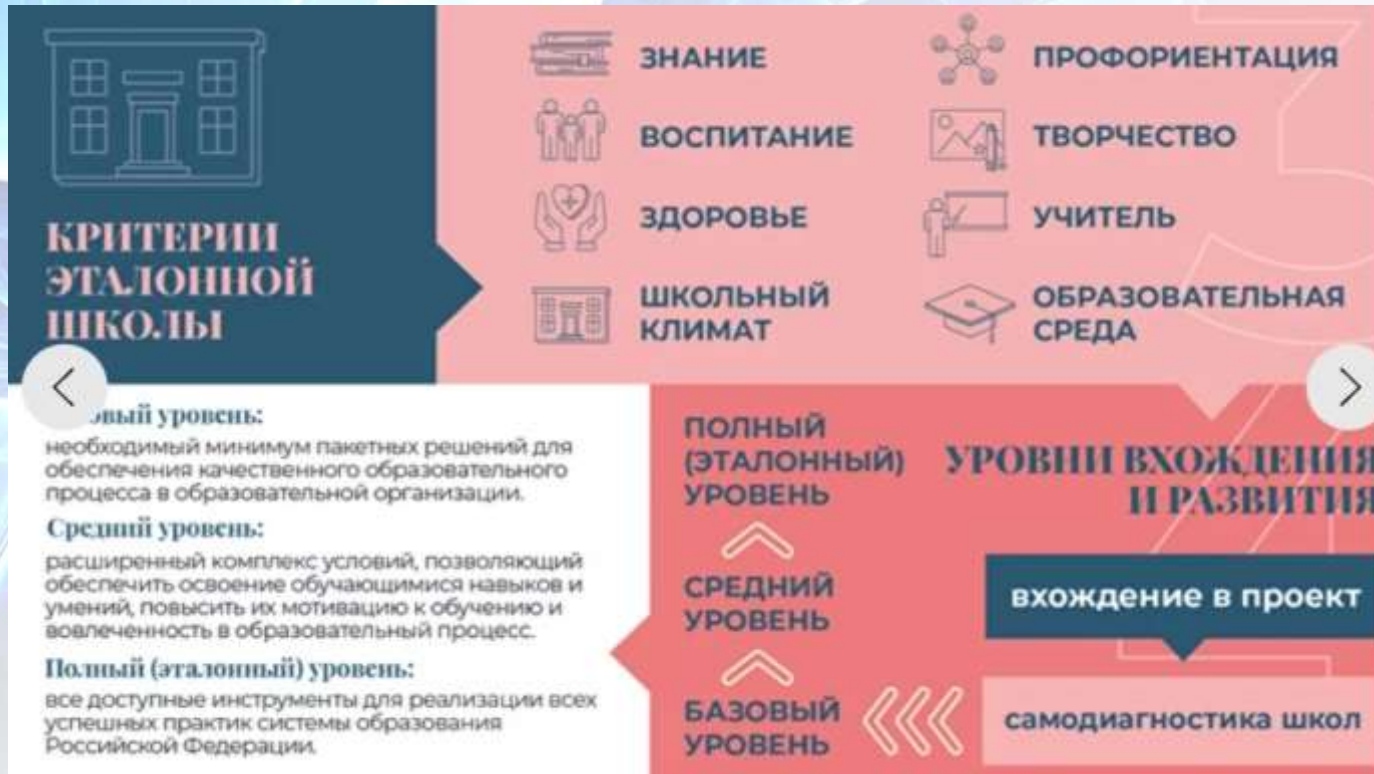 КРИТЕРИИ
ЭТАЛОННОЙ
ШКОЛЫ
ЗНАНИЕ
ВОСПИТАНИЕ
ЗДОРОВЬЕ
ШКОЛЬНЫЙ
КЛИМАТ
ПРОФОРИЕНТАЦИЯ
ТВОРЧЕСТВО
УЧИТЕЛЬ
ОБРАЗОВАТЕЛЬНАЯ
СРЕДА
УРОВНИ ВХОЖДЕНИЯ
И РАЗВИТИЯ
вхождение в проект
самодиагностика школ
ПОЛНЫЙ
(ЭТАЛОННЫЙ)
УРОВЕНЬ
СРЕДНИЙ
УРОВЕНЬ
БАЗОВЫЙ
УРОВЕНЬ
уровень:
необходимый минимум пакетных решений для
обеспечения качественного образовательного
процесса в образовательной организации.
Средний уровень:
расширенный комплекс условий, позволяющий
обеспечить освоение обучающимися навыков и
умений, повысить их мотивацию к обучению и
вовлеченность в образовательный процесс.
Полный (эталонный) уровень:
все доступные инструменты для реализации всех
успешных практик системы образования
Российской Федерации.